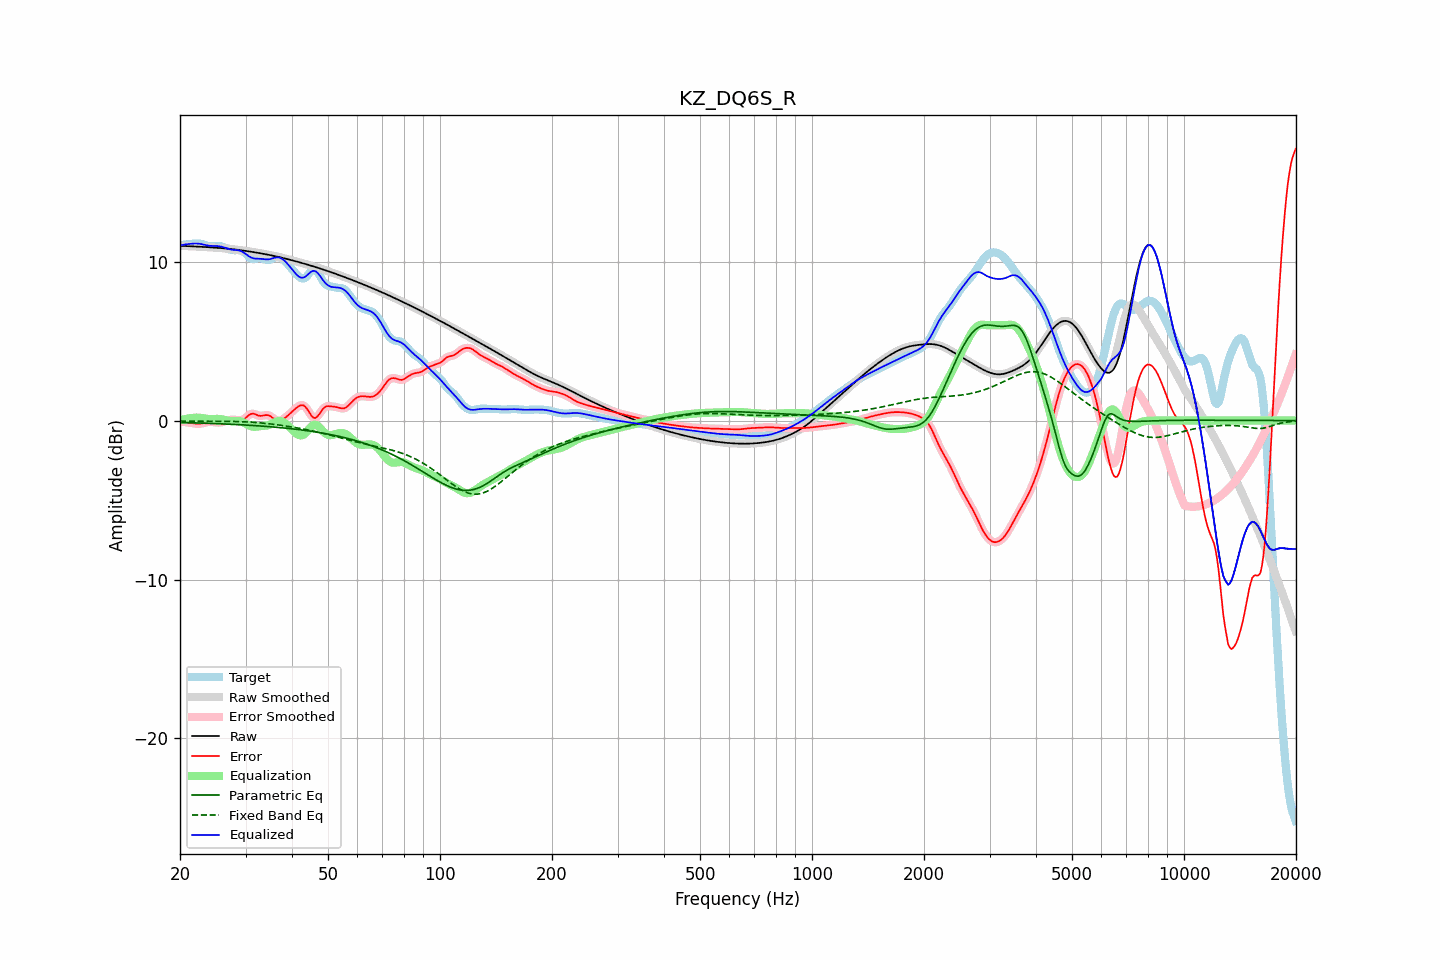 KZ_DQ6S_R
Amplitude (dBr)
10
0
−10
−20
Target
Raw Smoothed
Error Smoothed
Raw
Error
Equalization
Parametric Eq
Fixed Band Eq
Equalized
20 50 100 200 500 1000 2000 5000 10000 20000
Frequency (Hz)